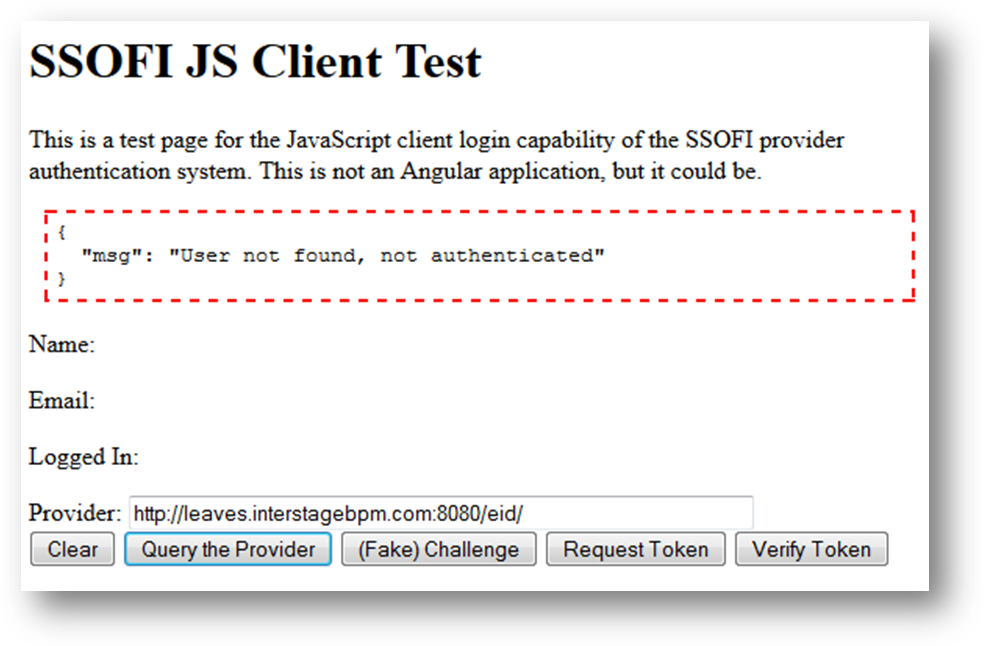 SSOFI JS Client Test
This is a test page for the JavaScript client login capability of the SSOFI provider
authentication system. This is not an Angular application, but it could be.
{
  "msg": "User not found, not authenticated"
}
Name:
Email:
Logged In:
Provider: http://leaves.interstagebpm.com:8080/eid/
Clear Query the Provider (Fake) Challenge Request Token Verify Token